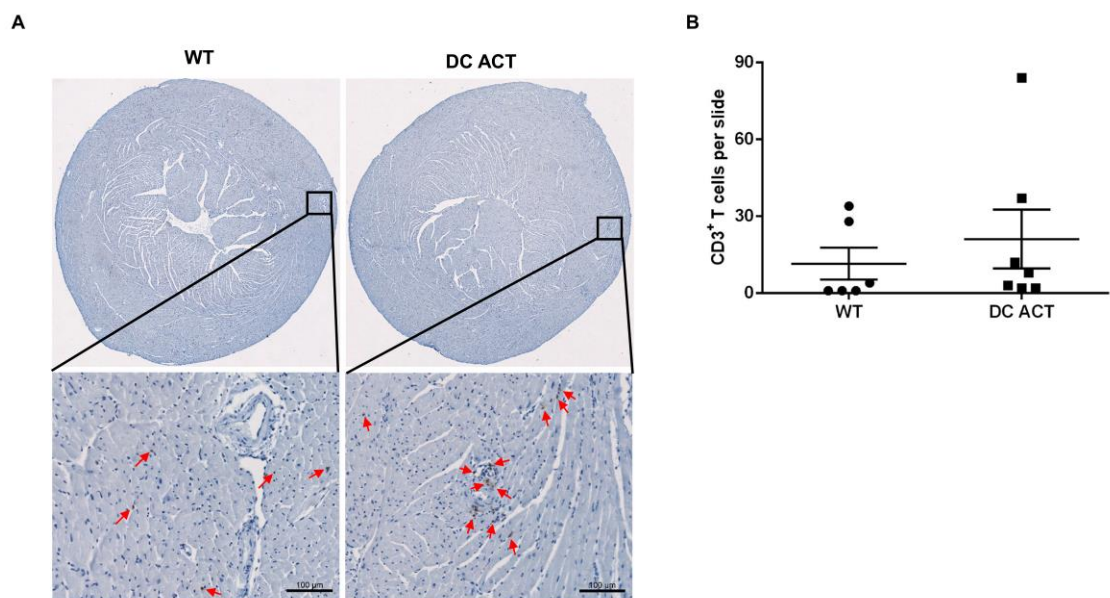 A
WT
DC ACT
100 µm
100 µm
B
CD3+ T cells per slide
90
60
30
0
WT
DC ACT